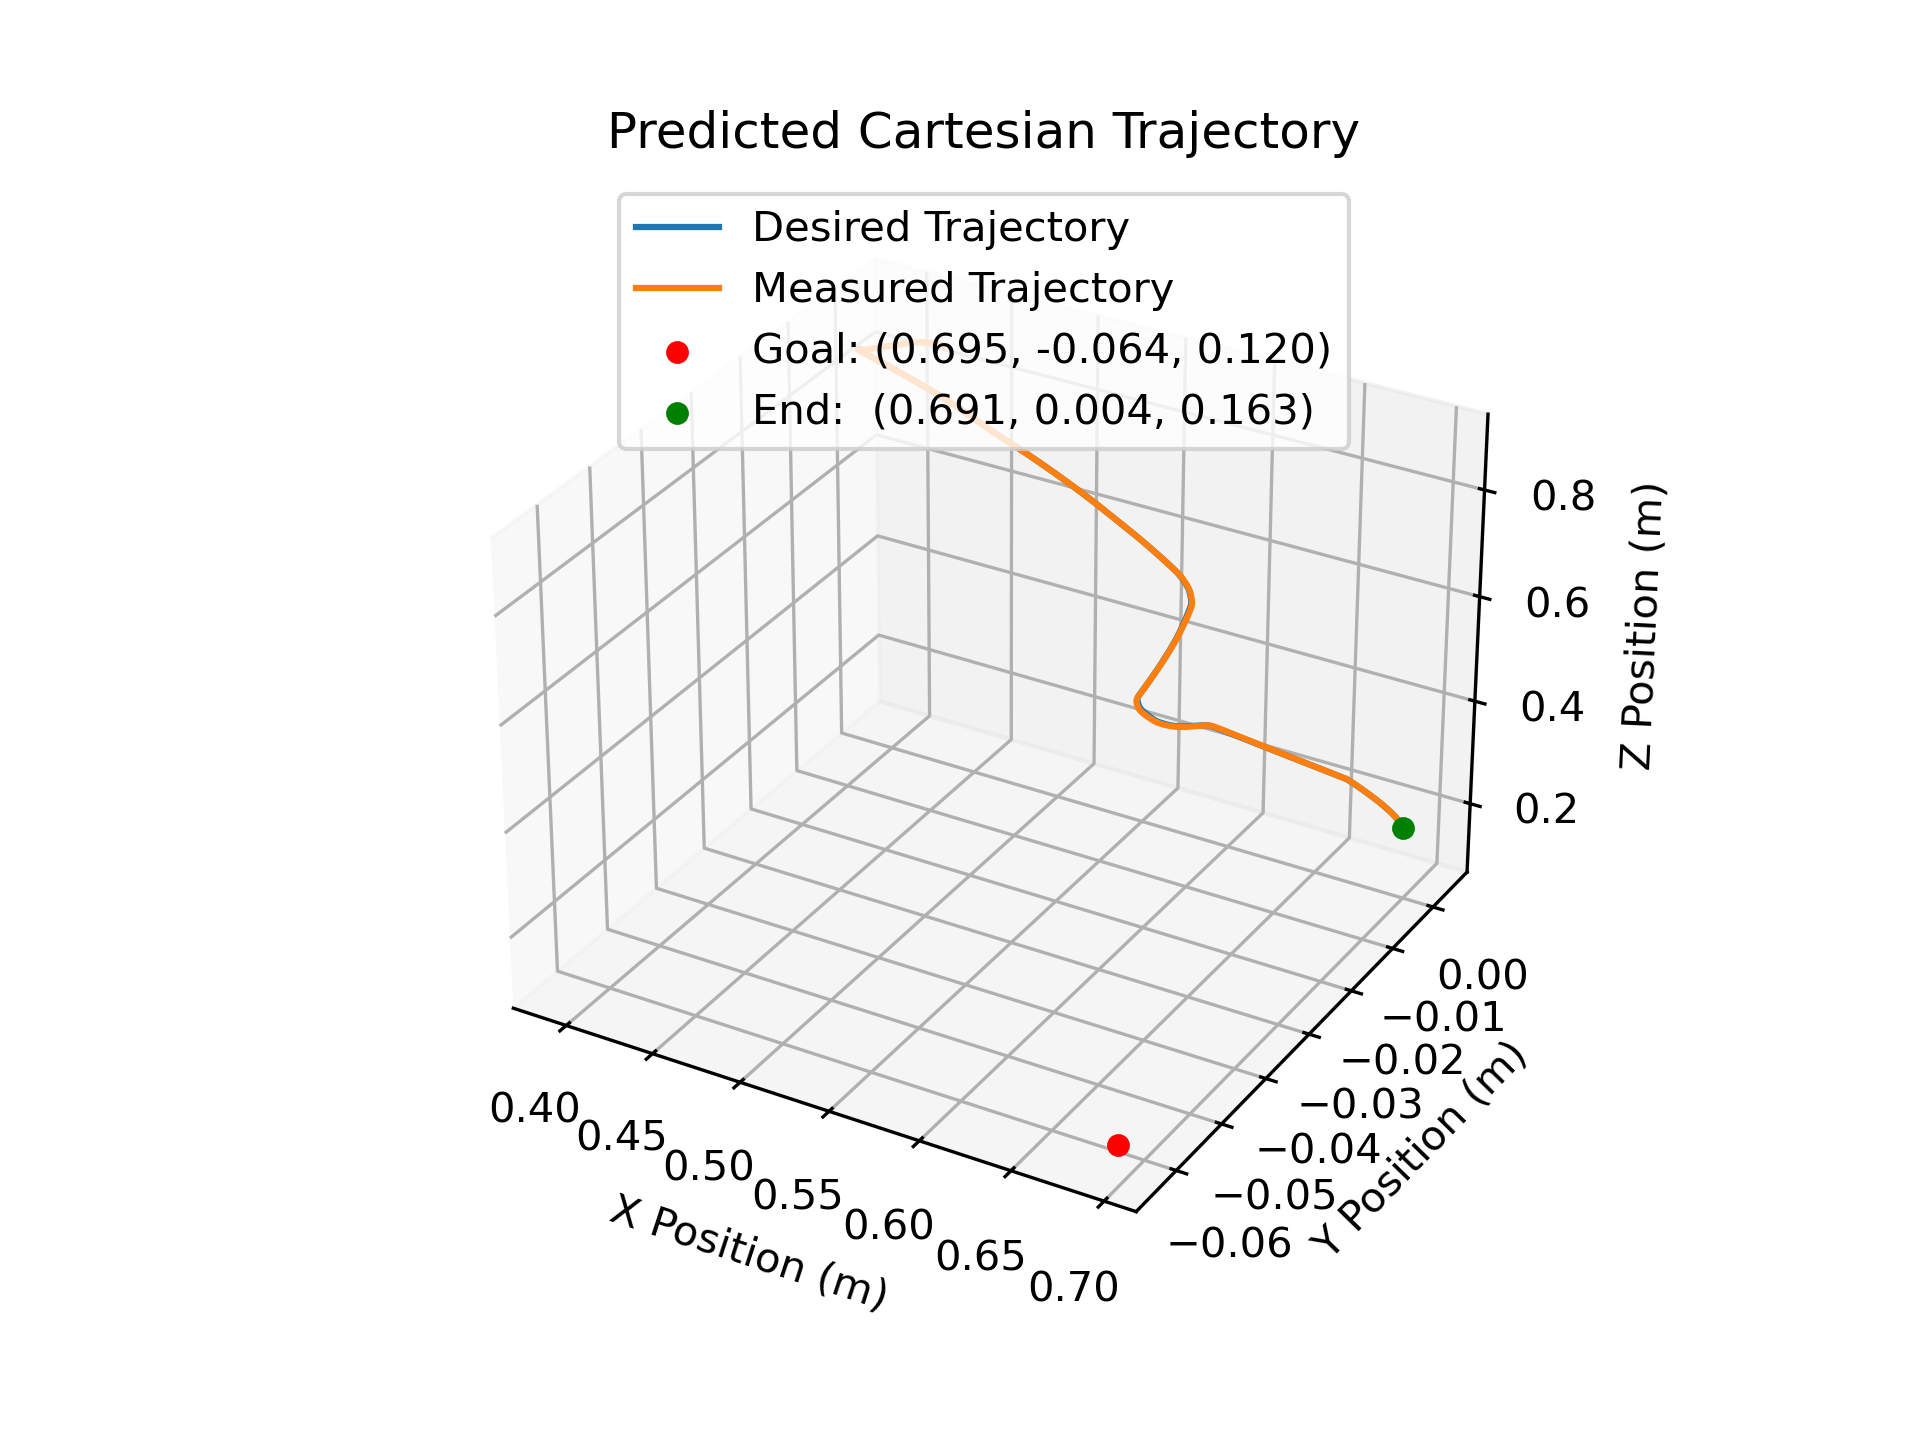 Predicted Cartesian Trajectory
Desired Trajectory
Measured Trajectory
Goal: (0.695, -0.064, 0.120)
End:  (0.691, 0.004, 0.163)
0.8
0.6
0.4
0.2
Z Position (m)
0.00
−0.01
−0.02
−0.03
−0.04
−0.05
−0.06
Y Position (m)
0.40
0.45
0.50
0.55
0.60
0.65
0.70
X Position (m)